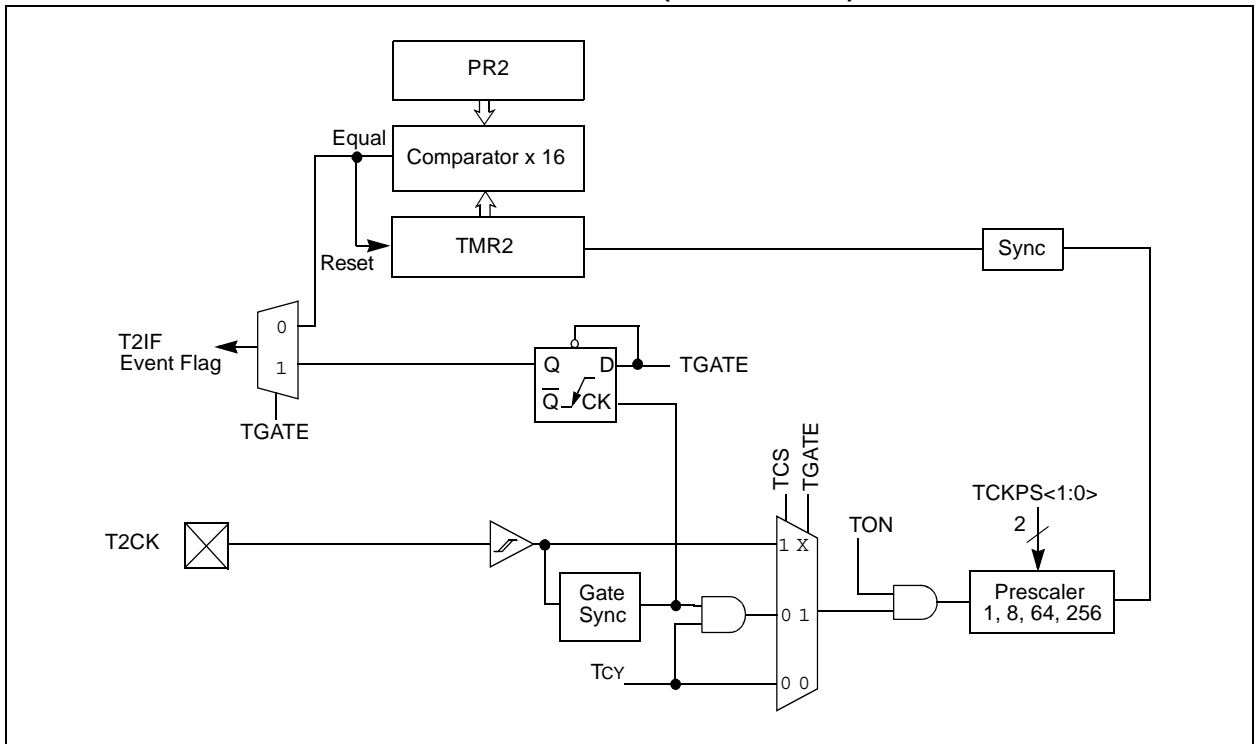 PR2
Equal
Comparator x 16
TMR2
Reset
Sync
T2IF
Event Flag
0
1
TGATE
Q
D
TGATE
Q
CK
TCS
TGATE
TCKPS<1:0>
2
TON
T2CK
1 X
Gate
Sync
0 1
Prescaler
1, 8, 64, 256
TCY
0 0